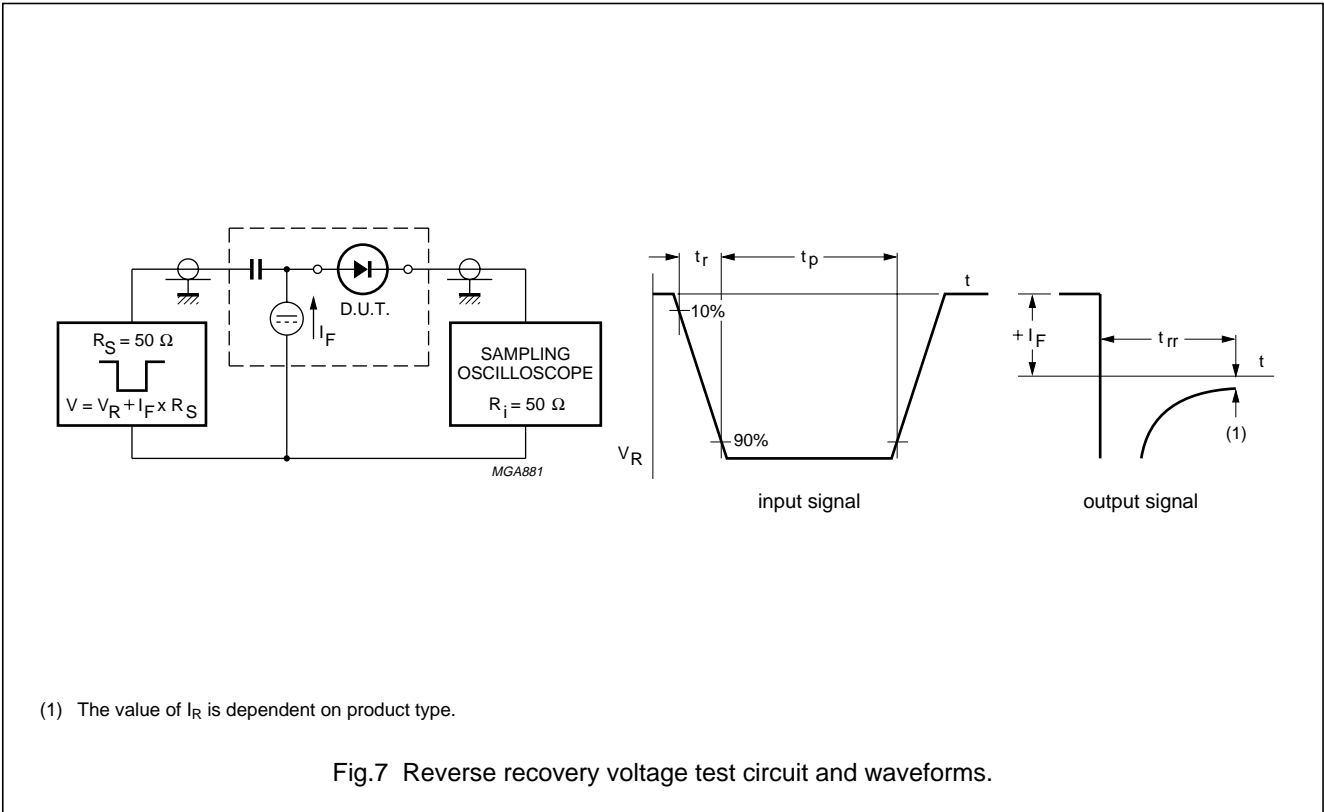 R_S = 50 Ω
V = V_R + I_F x R_S
I_F
D.U.T.
SAMPLING
OSCILLOSCOPE
R_i = 50 Ω
MGA881
t_r
t_p
t
10%
90%
V_R
input signal
+ I_F
t_rr
t
(1)
output signal
(1) The value of I_R is dependent on product type.
Fig.7 Reverse recovery voltage test circuit and waveforms.